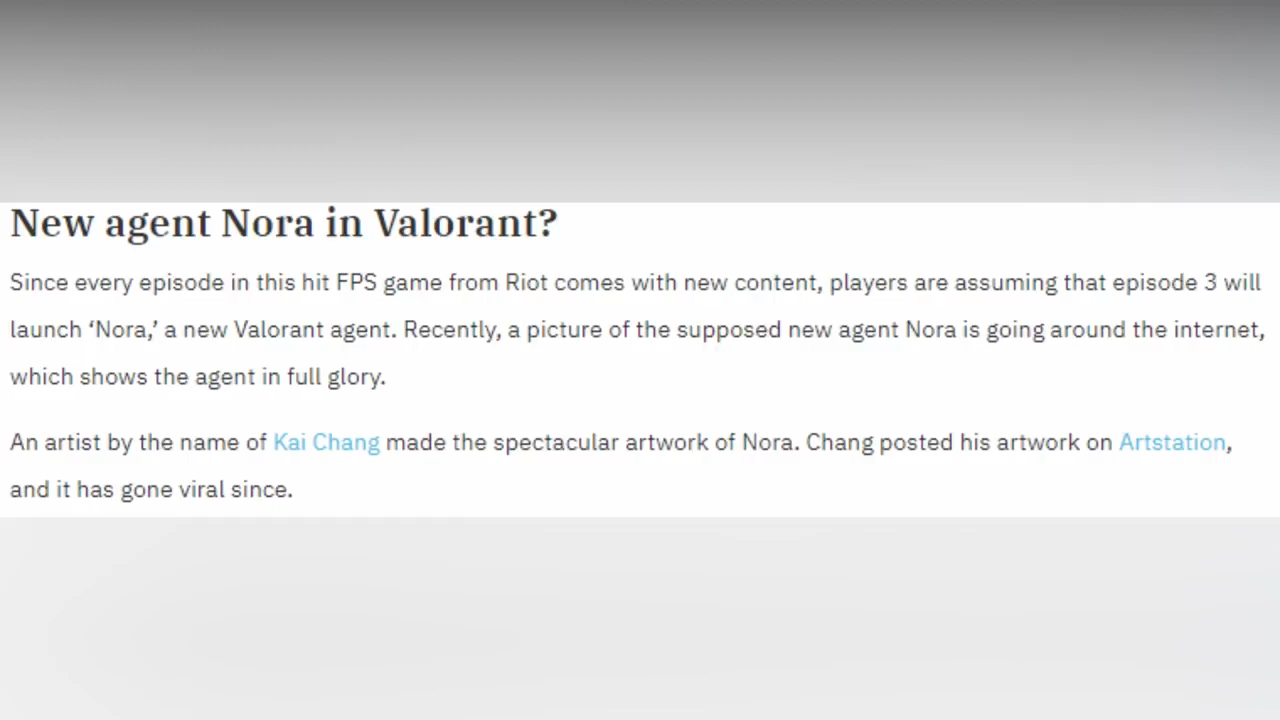 New agent Nora in Valorant?
Since every episode in this hit FPS game from Riot comes with new content, players are assuming that episode 3 will
launch ‘Nora,’ a new Valorant agent. Recently, a picture of the supposed new agent Nora is going around the internet,
which shows the agent in full glory.
An artist by the name of Kai Chang made the spectacular artwork of Nora. Chang posted his artwork on Artstation,
and it has gone viral since.